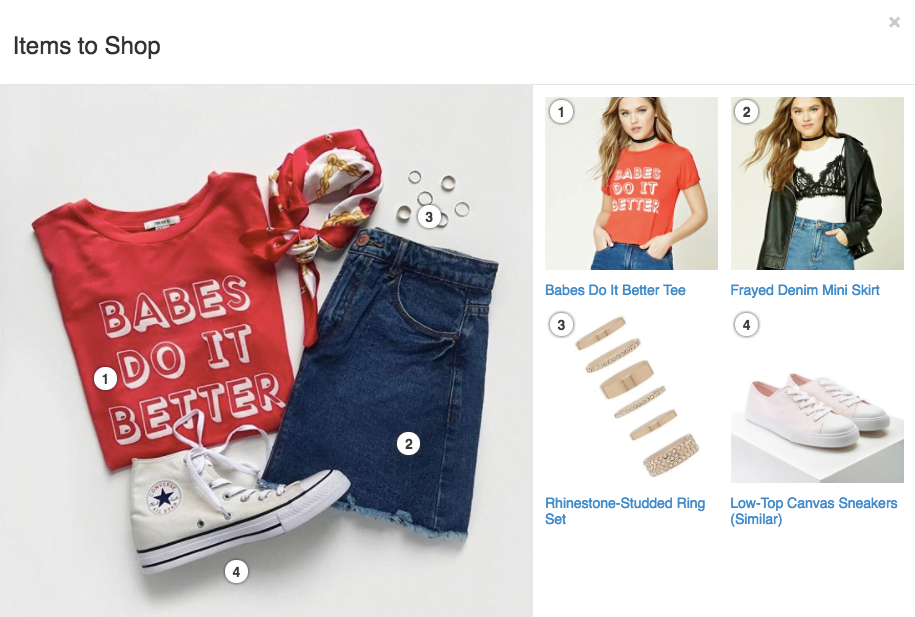 ×
Items to Shop
BABES
DO IT
BETTER
CONVERSE
ALL STAR
1
2
3
4
1
BABES
DO IT
BETTER
Babes Do It Better Tee
2
Frayed Denim Mini Skirt
3
Rhinestone-Studded Ring
Set
4
Low-Top Canvas Sneakers
(Similar)